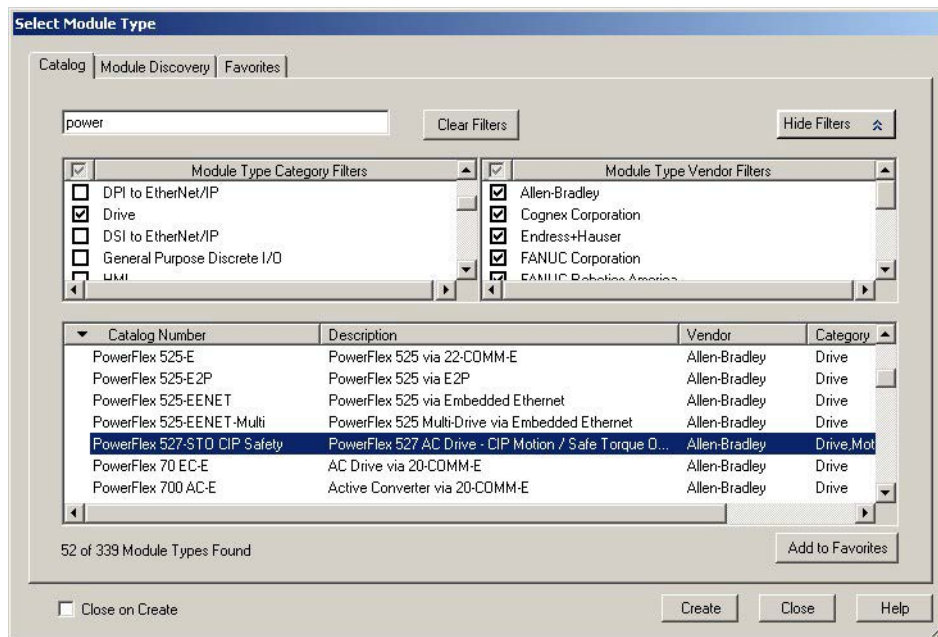 Select Module Type
Catalog Module Discovery Favorites
power Clear Filters Hide Filters
Module Type Category Filters Module Type Vendor Filters
DPI to EtherNet/IP Allen-Bradley
Drive Cognex Corporation
DSI to EtherNet/IP Endress+Hauser
General Purpose Discrete I/O FANUC Corporation
HMI FANUC Robotics America
Catalog Number Description Vendor Category
PowerFlex 525-E PowerFlex 525 via 22-COMM-E Allen-Bradley Drive
PowerFlex 525-E2P PowerFlex 525 via E2P Allen-Bradley Drive
PowerFlex 525-EENET PowerFlex 525 via Embedded Ethernet Allen-Bradley Drive
PowerFlex 525-EENET-Multi PowerFlex 525 Multi-Drive via Embedded Ethernet Allen-Bradley Drive
PowerFlex 527-STO CIP Safety PowerFlex 527 AC Drive - CIP Motion / Safe Torque O... Allen-Bradley Drive,Mot
PowerFlex 70 EC-E AC Drive via 20-COMM-E Allen-Bradley Drive
PowerFlex 700 AC-E Active Converter via 20-COMM-E Allen-Bradley Drive
52 of 339 Module Types Found Add to Favorites
Close on Create Create Close Help